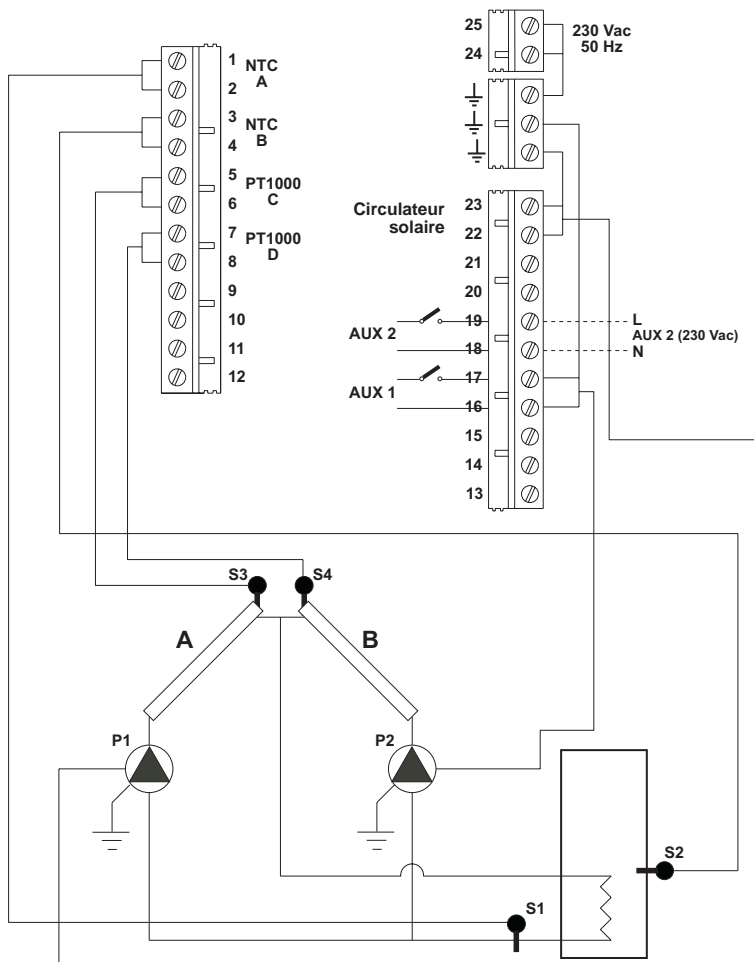 1
NTC
A
2
3
NTC
B
4
5
PT1000
C
6
7
PT1000
D
8
9
10
11
12
25
230 Vac
50 Hz
24
Circulateur
solaire
23
22
21
20
19
L
AUX 2
AUX 2 (230 Vac)
18
N
17
AUX 1
16
15
14
13
S3
S4
A
B
P1
P2
S2
S1